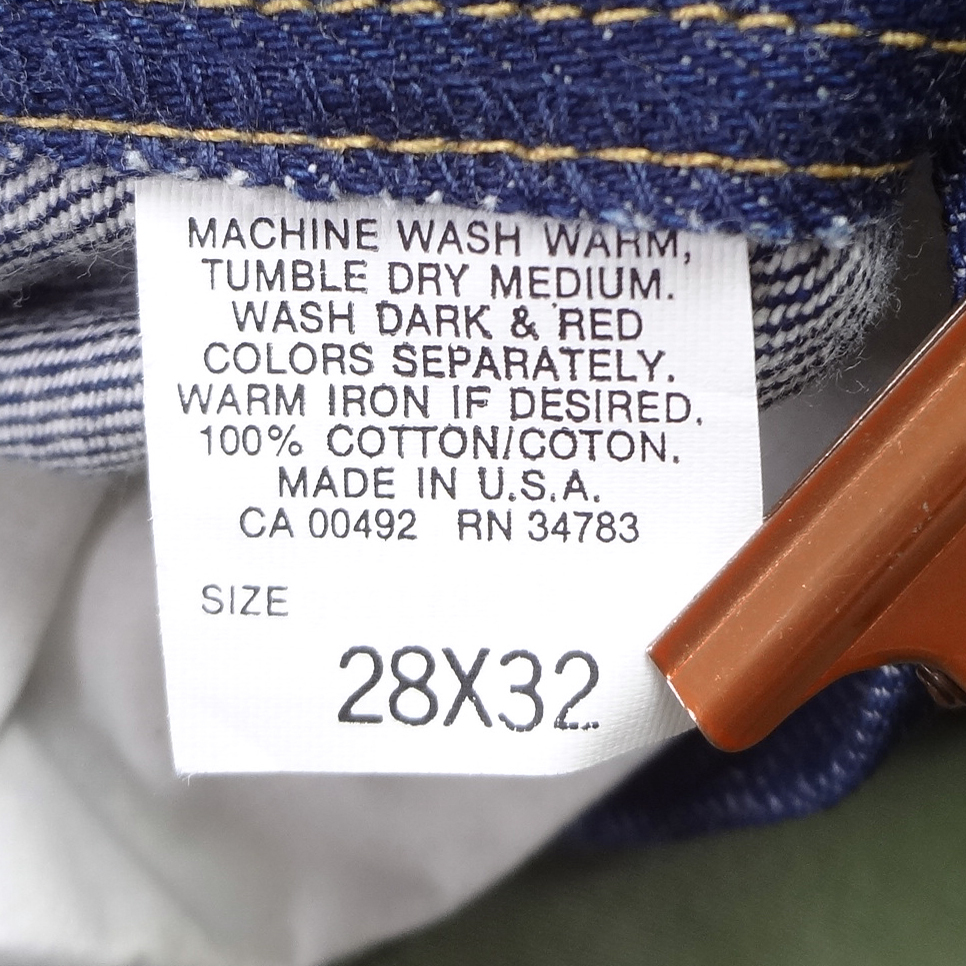 MACHINE WASH WARM,
TUMBLE DRY MEDIUM.
WASH DARK & RED
COLORS SEPARATELY.
WARM IRON IF DESIRED.
100% COTTON/COTON.
MADE IN U.S.A.
CA 00492 RN 34783
SIZE
28X32